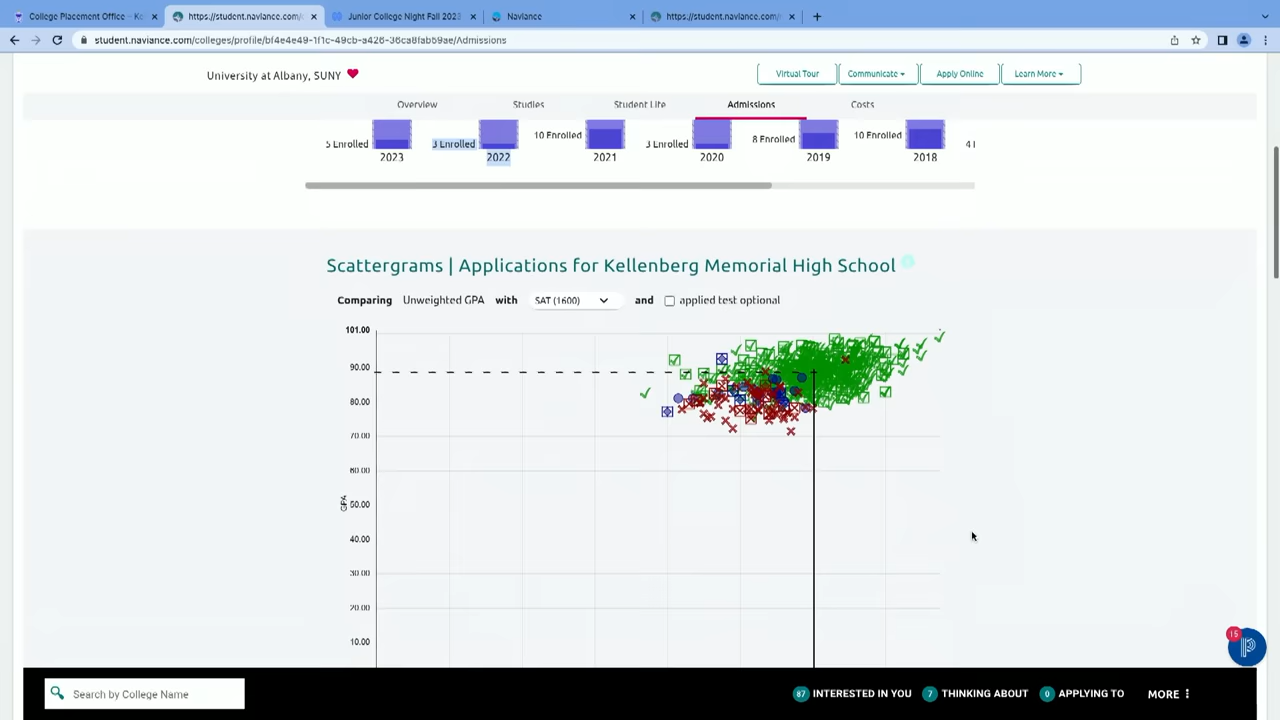 College Placement Office – Ke
https://student.naviance.com/c
Junior College Night Fall 2023
Naviance
https://student.naviance.com/
student.naviance.com/colleges/profile/bf4e4e49-1f1c-49cb-a426-36ca8fab59ae/Admissions
University at Albany, SUNY
Virtual Tour
Communicate
Apply Online
Learn More
Overview
Studies
Student Life
Admissions
Costs
5 Enrolled
3 Enrolled
10 Enrolled
3 Enrolled
8 Enrolled
10 Enrolled
4
2023
2022
2021
2020
2019
2018
Scattergrams | Applications for Kellenberg Memorial High School
Comparing Unweighted GPA with SAT (1600) and applied test optional
101.00
90.00
80.00
70.00
60.00
GPA
50.00
40.00
30.00
20.00
10.00
15
Search by College Name
87 INTERESTED IN YOU
7 THINKING ABOUT
0 APPLYING TO
MORE